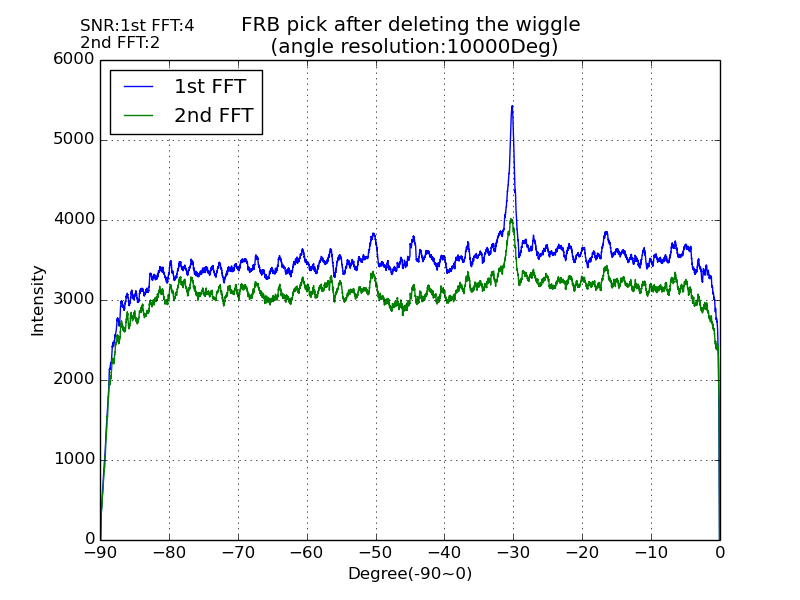 SNR:1st FFT:4
2nd FFT:2
FRB pick after deleting the wiggle
(angle resolution:10000Deg)
1st FFT
2nd FFT
6000
5000
4000
3000
2000
1000
0
Intensity
−90 −80 −70 −60 −50 −40 −30 −20 −10 0
Degree(-90~0)